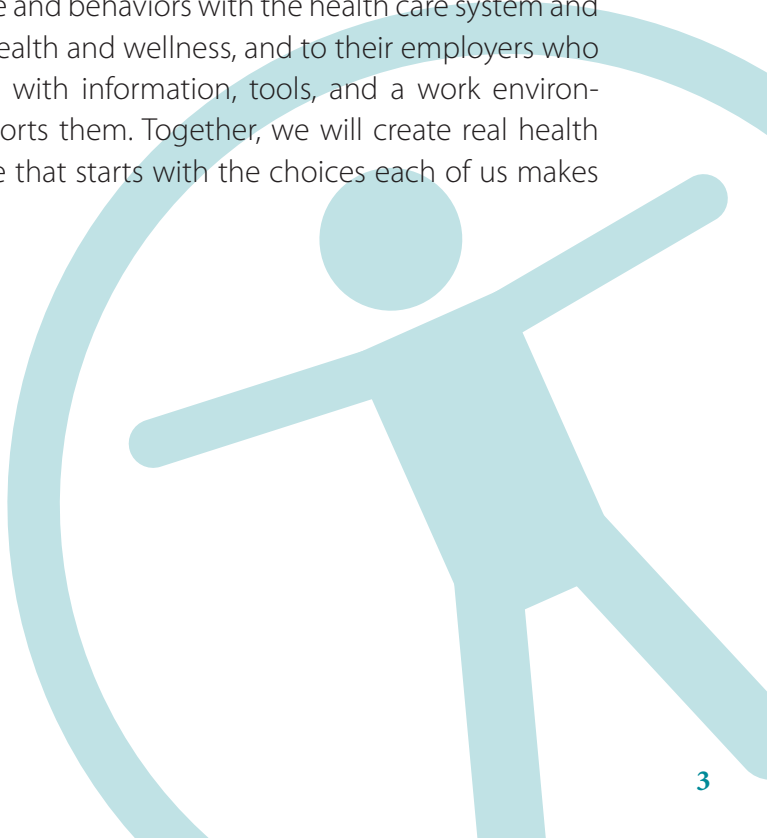 e and behaviors with the health care system and
ealth and wellness, and to their employers who
with information, tools, and a work environ-
orts them. Together, we will create real health
e that starts with the choices each of us makes
3